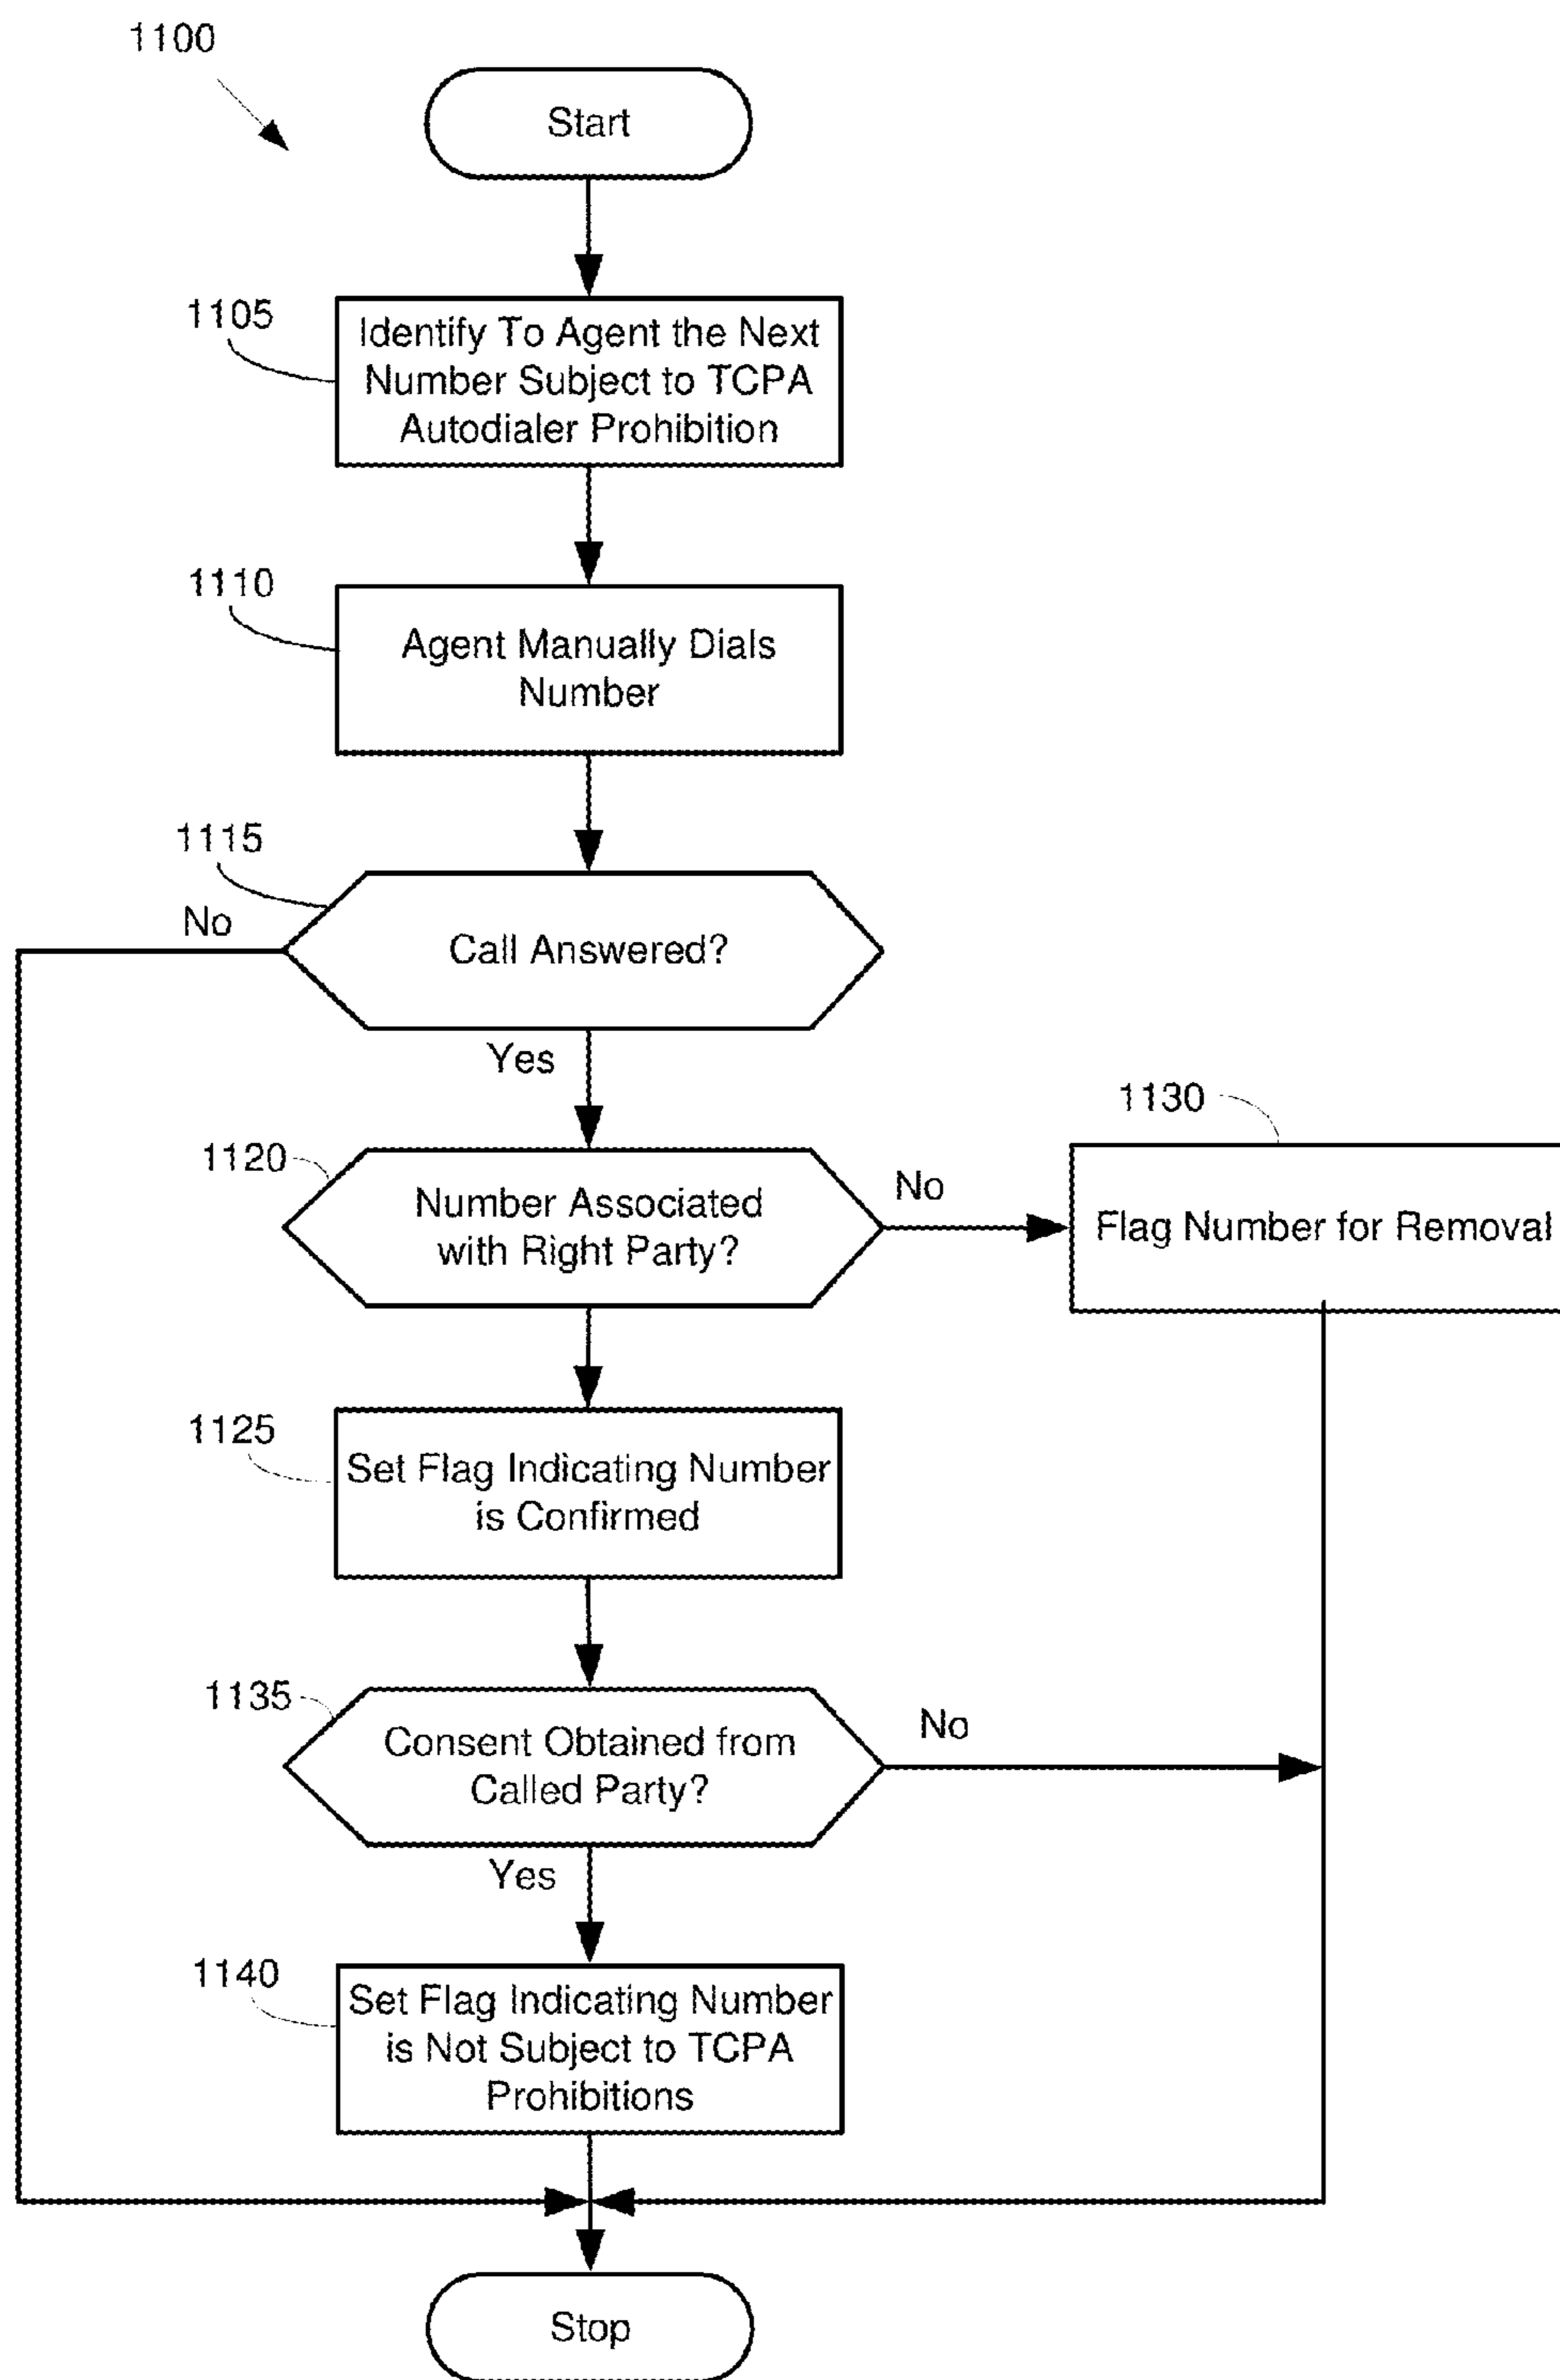 1100
Start
1105
Identify To Agent the Next
Number Subject to TCPA
Autodialer Prohibition
1110
Agent Manually Dials
Number
1115
No
Call Answered?
Yes
1120
Number Associated
with Right Party?
No
1130
Flag Number for Removal
1125
Set Flag Indicating Number
is Confirmed
1135
Consent Obtained from
Called Party?
No
Yes
1140
Set Flag Indicating Number
is Not Subject to TCPA
Prohibitions
Stop